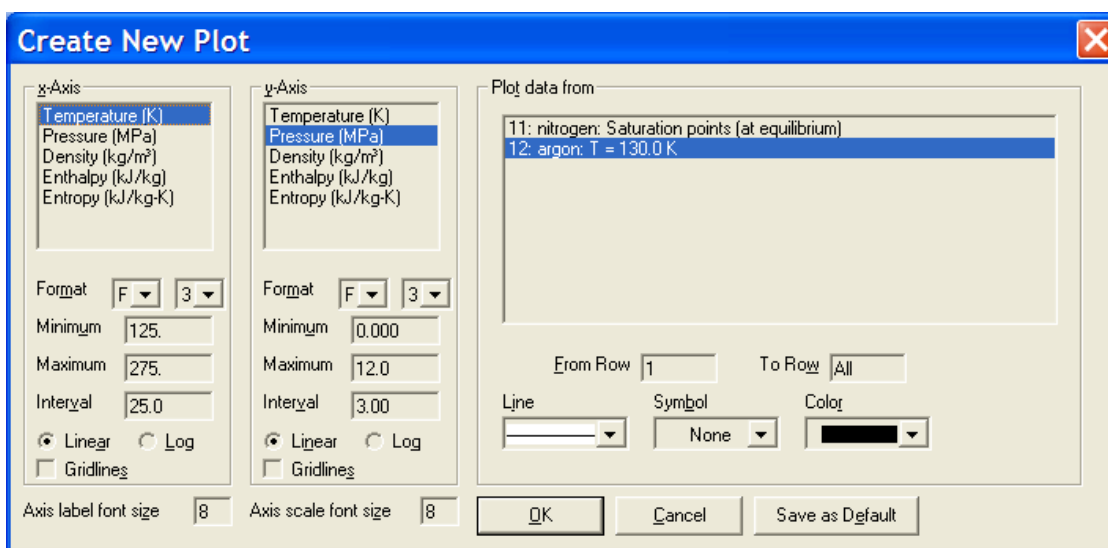 Create New Plot
x-Axis
Temperature (K)
Pressure (MPa)
Density (kg/m³)
Enthalpy (kJ/kg)
Entropy (kJ/kg-K)
Format F 3
Minimum 125.
Maximum 275.
Interval 25.0
Linear Log
Gridlines
y-Axis
Temperature (K)
Pressure (MPa)
Density (kg/m³)
Enthalpy (kJ/kg)
Entropy (kJ/kg-K)
Format F 3
Minimum 0.000
Maximum 12.0
Interval 3.00
Linear Log
Gridlines
Plot data from
11: nitrogen: Saturation points (at equilibrium)
12: argon: T = 130.0 K
From Row 1 To Row All
Line Symbol Color
None
Axis label font size 8 Axis scale font size 8 OK Cancel Save as Default